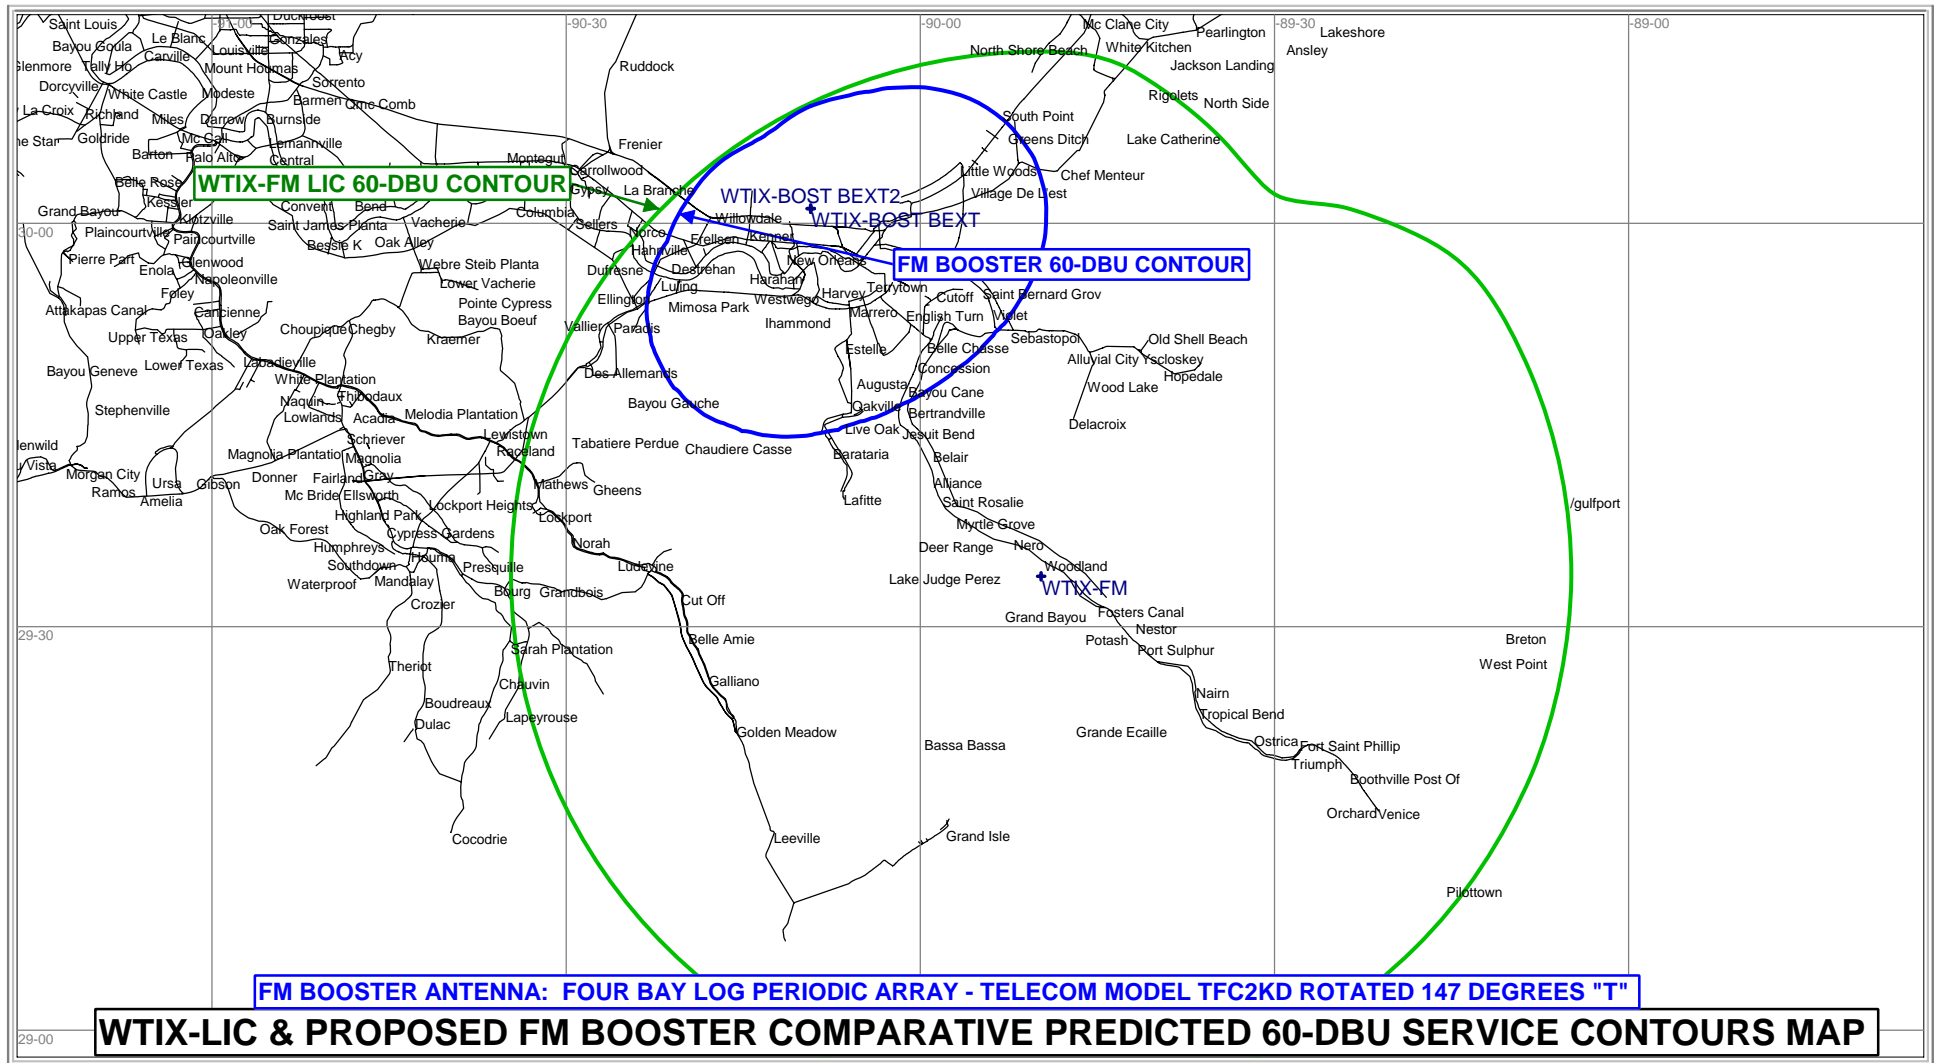 -91-00
-90-30
-90-00
-89-30
-89-00
Saint Louis
Duckroost
Mc Clane City
Pearlington
Lakeshore
Bayou Goula
Le Blanc
Louisville
Gonzales
Acy
North Shore Beach
White Kitchen
Ansley
Tally Ho
Carville
Mount Houmas
Ruddock
Jackson Landing
Dorcyville
White Castle
Modeste
Sorrento
Rigolets
North Side
La Croix
Richland
Miles
Darrow
Barmen
Burnside
South Point
Goldride
Mc Call
Lemannville
Frenier
Greens Ditch
Lake Catherine
Barton
Palo Alto
Central
Montegut
Carrollwood
Little Woods
Chef Menteur
WTIX-FM LIC 60-DBU CONTOUR
Belle Rose
Gypsy
La Branche
WTIX-BOST BEXT2
Village De L'est
Kessler
Convent
Bend
Grand Bayou
Klotzville
Saint James Planta
Vacherie
Columbia
Sellers
Willowdale
WTIX-BOST BEXT
30-00
Plaincourtville
Paincourtville
Bessie K
Oak Alley
Norco
Frellsen
Kenner
Hahnville
Pierre Part
Enola
Glenwood
Webre Steib Planta
Dufresne
Destrehan
New Orleans
FM BOOSTER 60-DBU CONTOUR
Napoleonville
Lower Vacherie
Luling
Harahan
Foley
Pointe Cypress
Ellington
Mimosa Park
Westwego
Harvey
Terrytown
Cutoff
Saint Bernard Grov
Attakapas Canal
Cancienne
Bayou Boeuf
Ihammond
Marrero
English Turn
Violet
Upper Texas
Oakley
Choupique
Chegby
Kraemer
Vallier
Paradis
Estelle
Belle Chasse
Sebastopol
Old Shell Beach
Bayou Geneve
Lower Texas
Labadieville
Des Allemands
Concession
Alluvial City
Yscloskey
White Plantation
Augusta
Wood Lake
Hopedale
Stephenville
Naquin
Thibodaux
Bayou Gauche
Oakville
Bayou Cane
Lowlands
Acadia
Melodia Plantation
Bertrandville
Delacroix
lenwild
Schriever
Lewistown
Tabatiere Perdue
Chaudiere Casse
Live Oak
Jesuit Bend
Magnolia Plantatio
Magnolia
Raceland
Barataria
Belair
Vista
Morgan City
Ursa
Gibson
Donner
Fairland
Gray
Mathews
Gheens
Alliance
Ramos
Amelia
Mc Bride
Ellsworth
Lockport Heights
Lafitte
Saint Rosalie
/gulfport
Highland Park
Lockport
Myrtle Grove
Oak Forest
Cypress Gardens
Norah
Deer Range
Nero
Humphreys
Houma
Southdown
Presquille
Ludevine
Woodland
Waterproof
Mandalay
Bourg
Grandbois
Lake Judge Perez
WTIX-FM
Crozier
Cut Off
Grand Bayou
Fosters Canal
29-30
Nestor
Sarah Plantation
Belle Amie
Potash
Port Sulphur
Breton
Theriot
West Point
Chauvin
Galliano
Nairn
Boudreaux
Lapeyrouse
Tropical Bend
Dulac
Golden Meadow
Bassa Bassa
Grande Ecaille
Ostrica
Fort Saint Phillip
Triumph
Boothville Post Of
Orchard
Venice
Cocodrie
Leeville
Grand Isle
Pilottown
FM BOOSTER ANTENNA: FOUR BAY LOG PERIODIC ARRAY - TELECOM MODEL TFC2KD ROTATED 147 DEGREES "T"
WTIX-LIC & PROPOSED FM BOOSTER COMPARATIVE PREDICTED 60-DBU SERVICE CONTOURS MAP
29-00